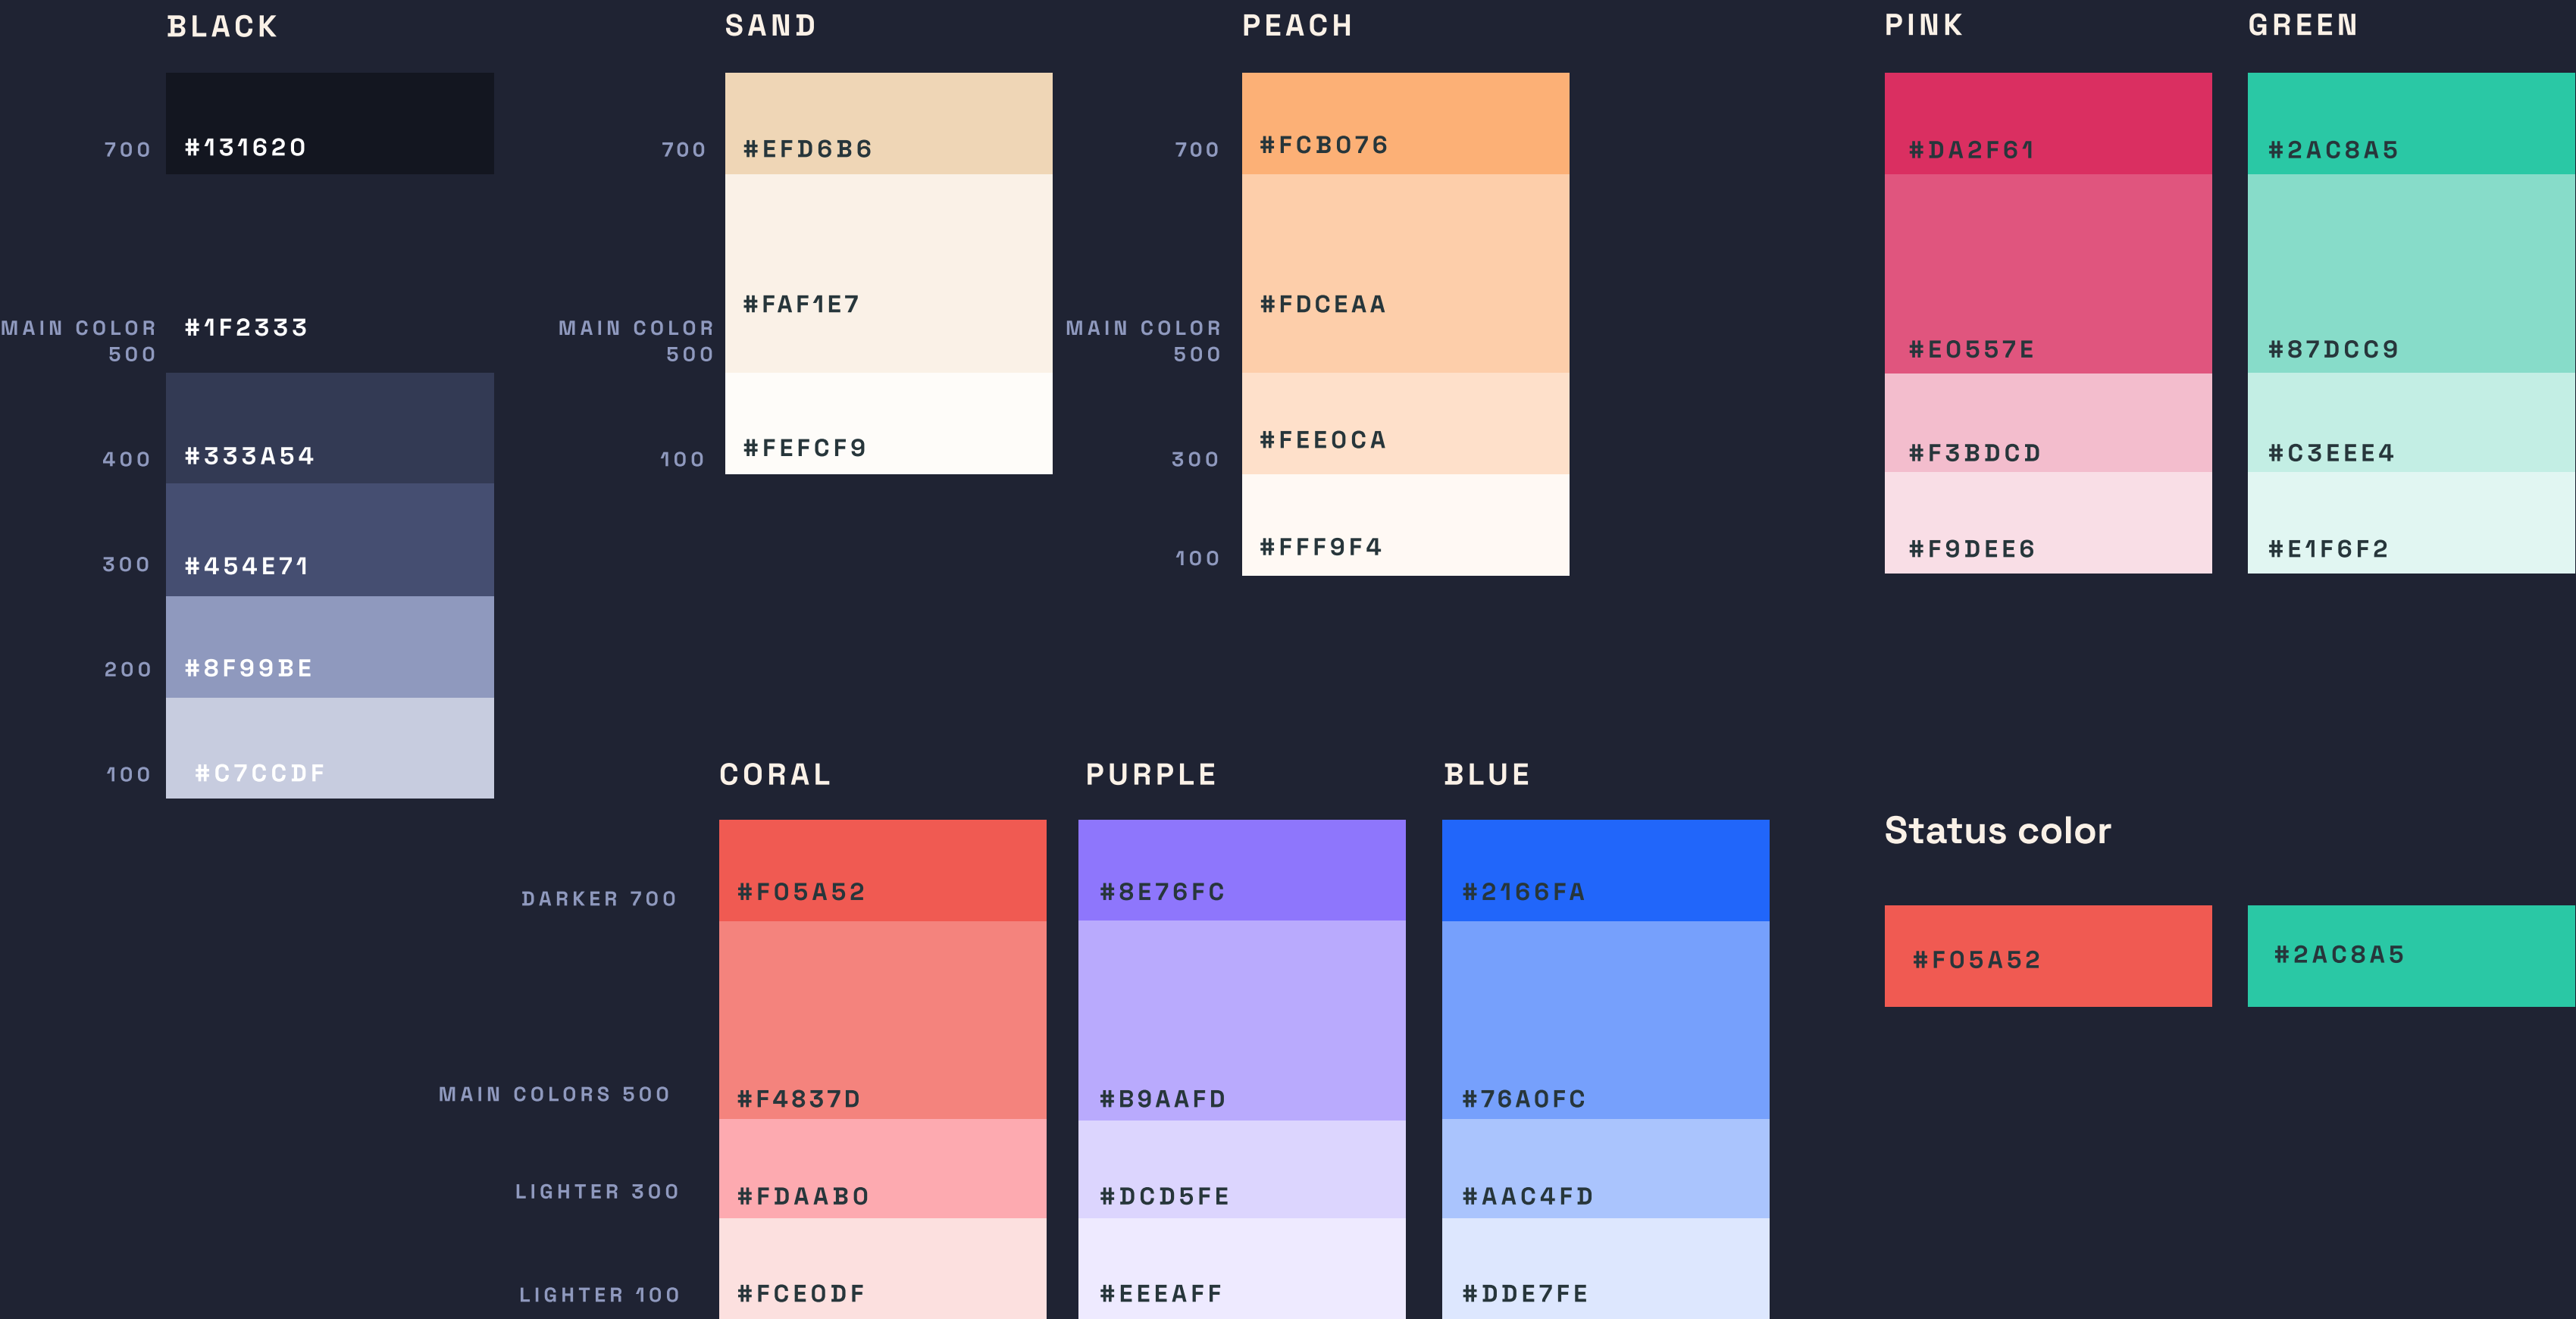 BLACK
700
#131620
MAIN COLOR
500
#1F2333
400
#333A54
300
#454E71
200
#8F99BE
100
#C7CCDF
SAND
700
#EFD6B6
MAIN COLOR
500
#FAF1E7
100
#FEFCF9
PEACH
700
#FCB076
MAIN COLOR
500
#FDCEAA
300
#FEE0CA
100
#FFF9F4
PINK
#DA2F61
#E0557E
#F3BDCD
#F9DEE6
GREEN
#2AC8A5
#87DCC9
#C3EEE4
#E1F6F2
DARKER 700
MAIN COLORS 500
LIGHTER 300
LIGHTER 100
CORAL
#F05A52
#F4837D
#FDAAB0
#FCE0DF
PURPLE
#8E76FC
#B9AAFD
#DCD5FE
#EEEAFF
BLUE
#2166FA
#76A0FC
#AAC4FD
#DDE7FE
Status color
#F05A52
#2AC8A5